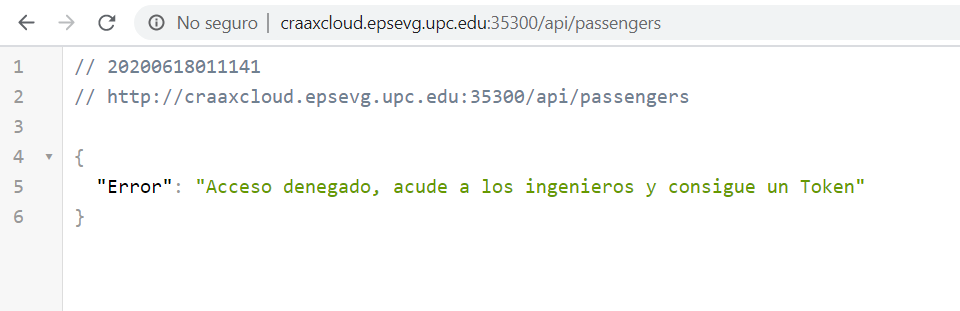 No seguro | craaxcloud.epsevg.upc.edu:35300/api/passengers
1 // 20200618011141
2 // http://craaxcloud.epsevg.upc.edu:35300/api/passengers
3
4 {
5 "Error": "Acceso denegado, acude a los ingenieros y consigue un Token"
6 }